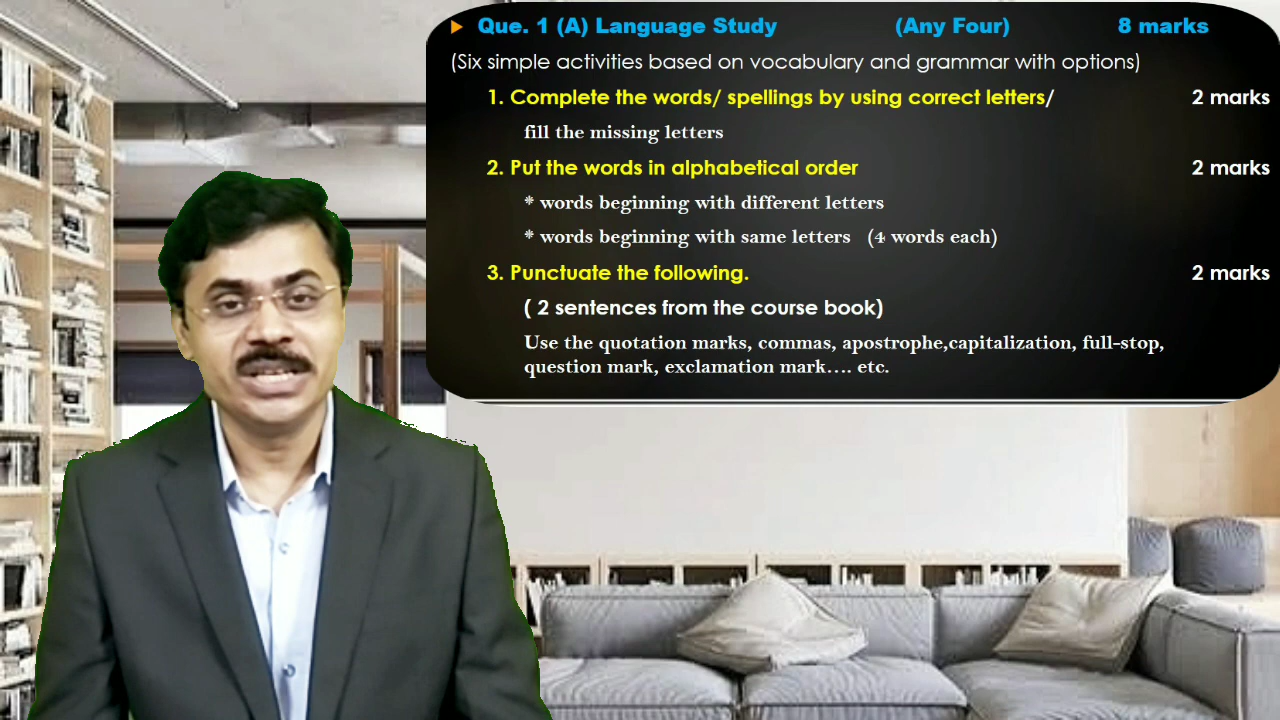 Que. 1 (A) Language Study (Any Four) 8 marks
(Six simple activities based on vocabulary and grammar with options)
1. Complete the words/ spellings by using correct letters/ 2 marks
fill the missing letters
2. Put the words in alphabetical order 2 marks
* words beginning with different letters
* words beginning with same letters (4 words each)
3. Punctuate the following. 2 marks
( 2 sentences from the course book)
Use the quotation marks, commas, apostrophe,capitalization, full-stop,
question mark, exclamation mark…. etc.